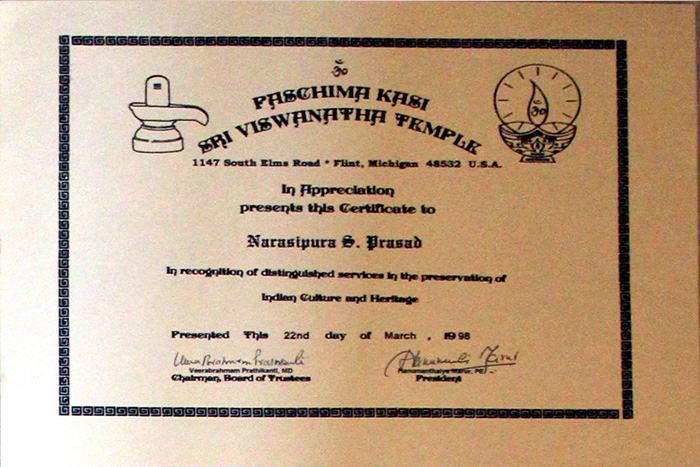 ॐ
PASCHIMA KASI
SRI VISWANATHA TEMPLE
1147 South Elms Road * Flint, Michigan 48532 U.S.A.
ॐ
In Appreciation
presents this Certificate to
Narasipura S. Prasad
In recognition of distinguished services in the preservation of
Indian Culture and Heritage
Presented This 22nd day of March , 1998
Veerabrahmam Prathikanti, MD
Chairman, Board of Trustees
President